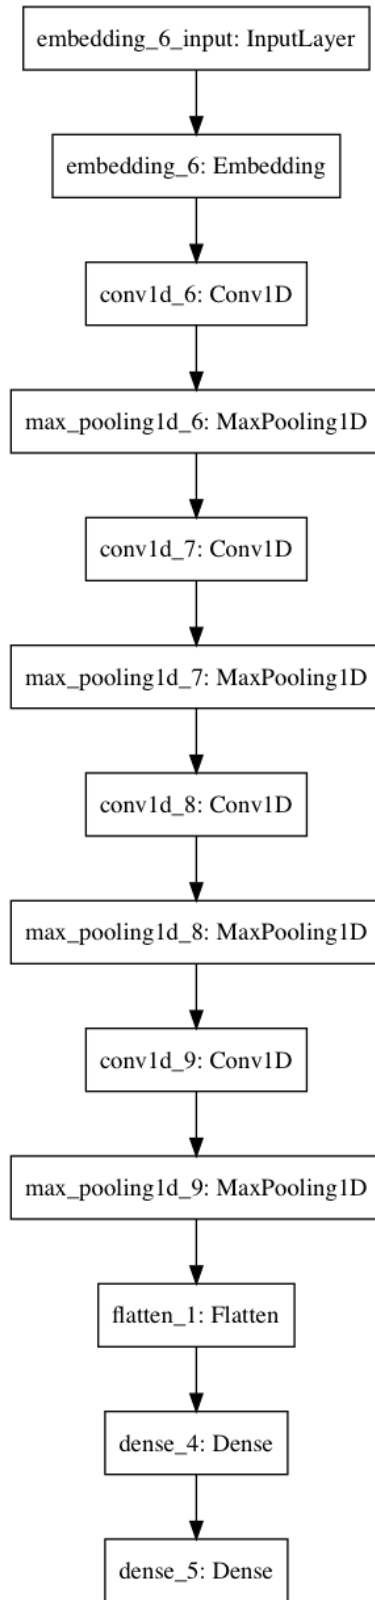 embedding_6_input: InputLayer
embedding_6: Embedding
conv1d_6: Conv1D
max_pooling1d_6: MaxPooling1D
conv1d_7: Conv1D
max_pooling1d_7: MaxPooling1D
conv1d_8: Conv1D
max_pooling1d_8: MaxPooling1D
conv1d_9: Conv1D
max_pooling1d_9: MaxPooling1D
flatten_1: Flatten
dense_4: Dense
dense_5: Dense